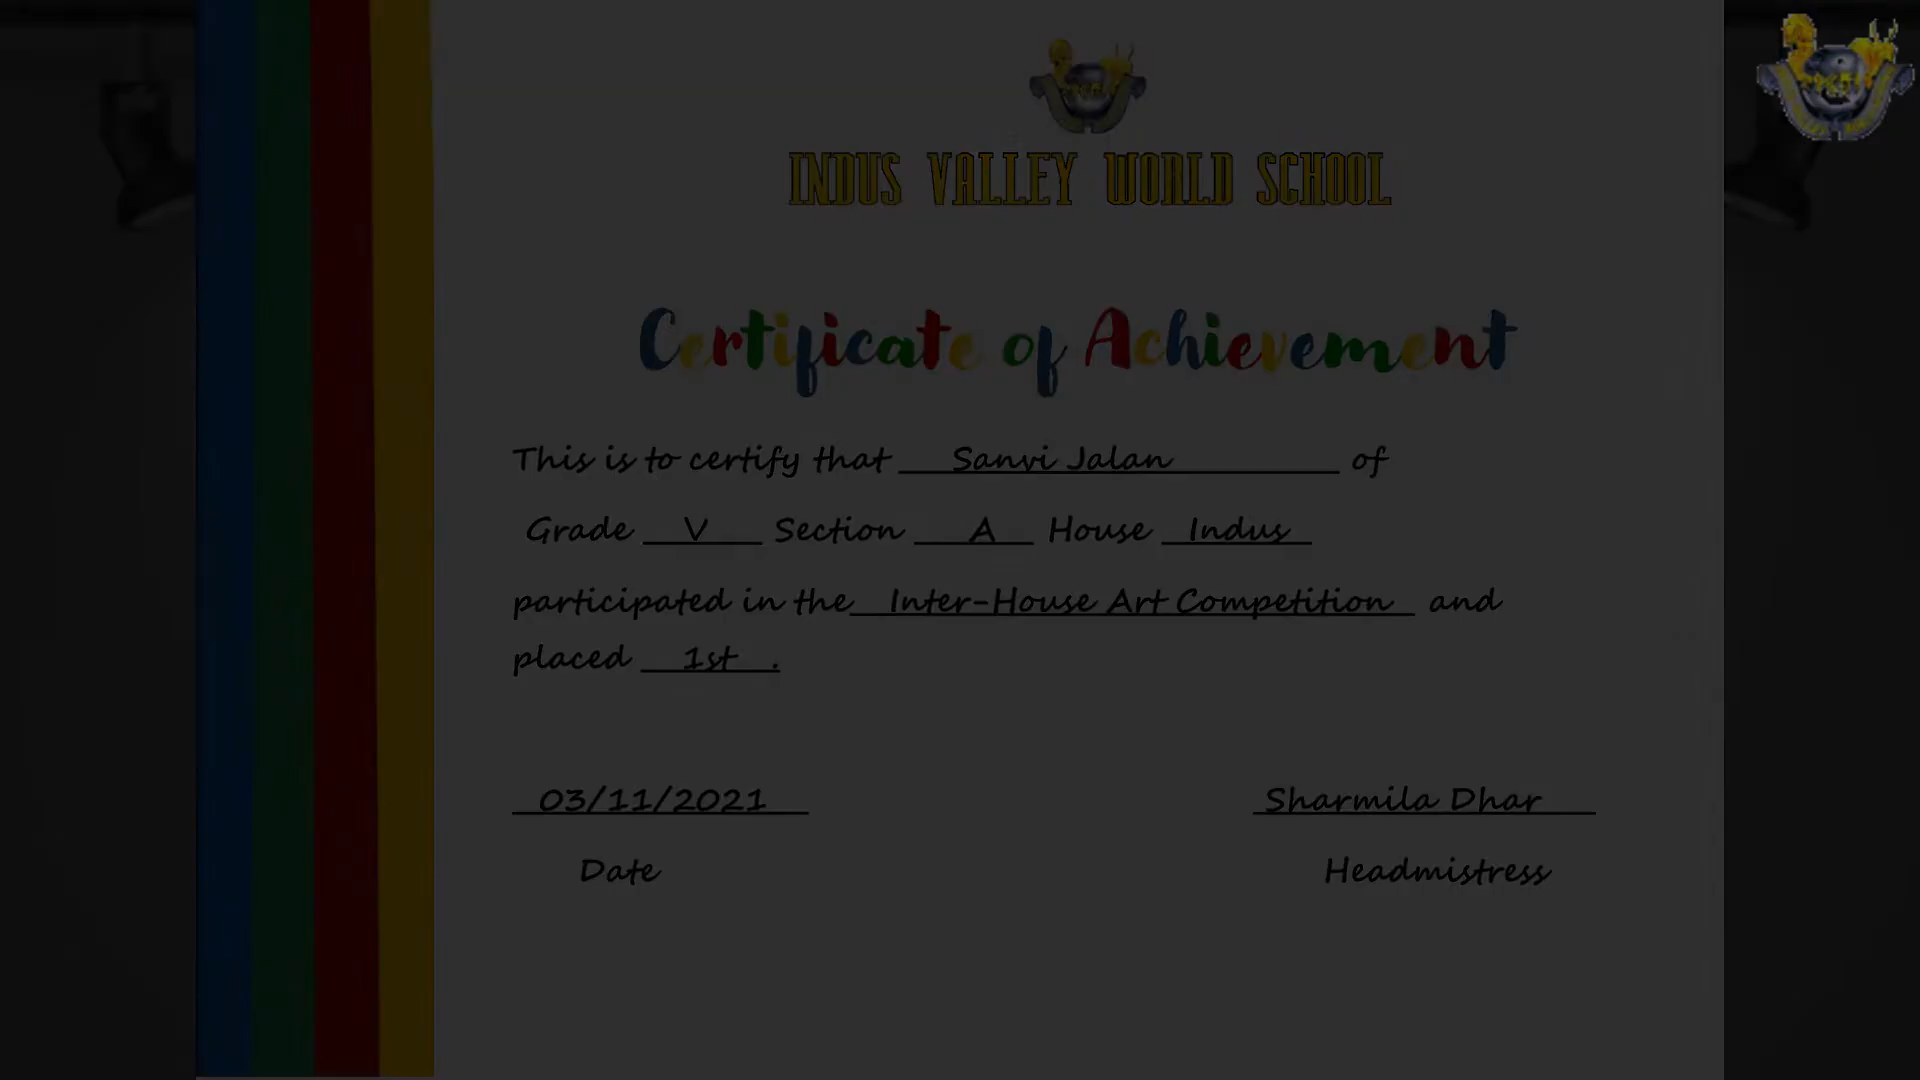 INDUS VALLEY WORLD SCHOOL
Certificate of Achievement
This is to certify that Sanvi Jalan of
Grade V Section A House Indus
participated in the Inter-House Art Competition and
placed 1st .
03/11/2021 Sharmila Dhar
Date Headmistress